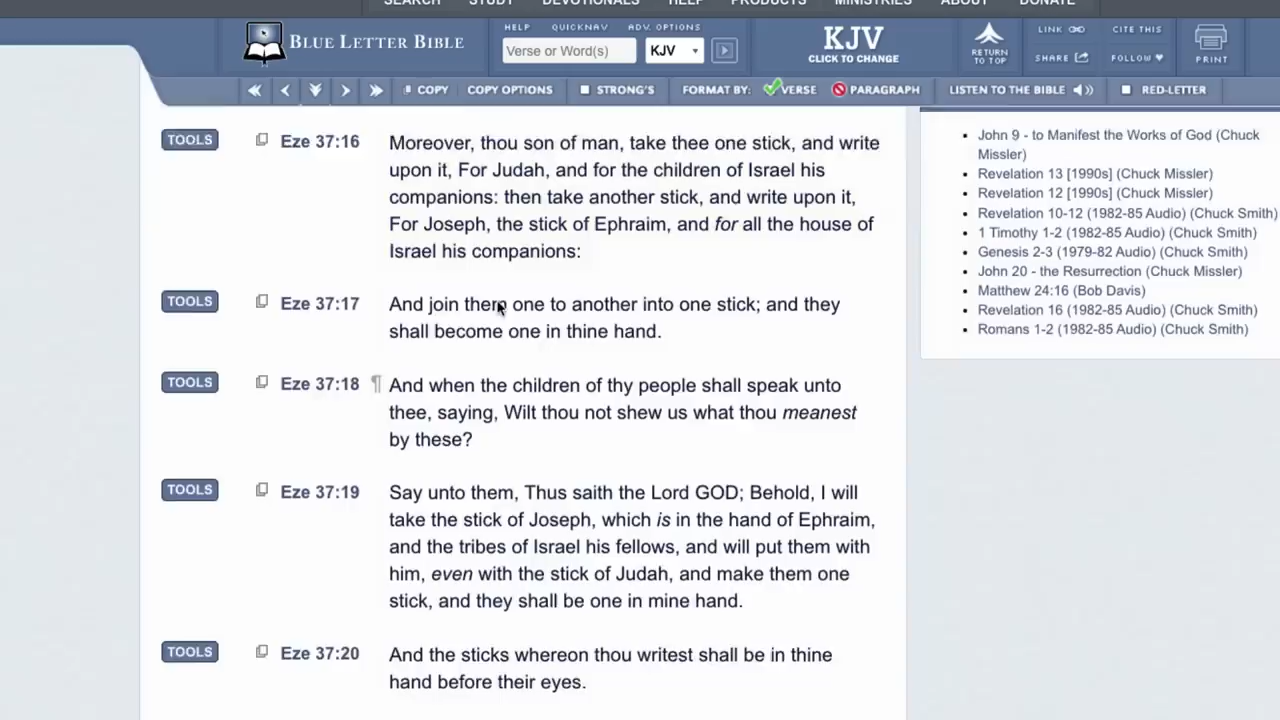 SEARCH STUDY DEVOTIONALS HELP PRODUCTS MINISTRIES ABOUT DONATE
BLUE LETTER BIBLE
HELP QUICKNAV ADV. OPTIONS
Verse or Word(s) KJV
KJV
CLICK TO CHANGE
RETURN
TO TOP
LINK CITE THIS
SHARE FOLLOW
PRINT
COPY COPY OPTIONS STRONG'S FORMAT BY: VERSE PARAGRAPH LISTEN TO THE BIBLE RED-LETTER
TOOLS Eze 37:16 Moreover, thou son of man, take thee one stick, and write
upon it, For Judah, and for the children of Israel his
companions: then take another stick, and write upon it,
For Joseph, the stick of Ephraim, and for all the house of
Israel his companions:
TOOLS Eze 37:17 And join them one to another into one stick; and they
shall become one in thine hand.
TOOLS Eze 37:18 ¶ And when the children of thy people shall speak unto
thee, saying, Wilt thou not shew us what thou meanest
by these?
TOOLS Eze 37:19 Say unto them, Thus saith the Lord GOD; Behold, I will
take the stick of Joseph, which is in the hand of Ephraim,
and the tribes of Israel his fellows, and will put them with
him, even with the stick of Judah, and make them one
stick, and they shall be one in mine hand.
TOOLS Eze 37:20 And the sticks whereon thou writest shall be in thine
hand before their eyes.
John 9 - to Manifest the Works of God (Chuck
Missler)
Revelation 13 [1990s] (Chuck Missler)
Revelation 12 [1990s] (Chuck Missler)
Revelation 10-12 (1982-85 Audio) (Chuck Smith)
1 Timothy 1-2 (1982-85 Audio) (Chuck Smith)
Genesis 2-3 (1979-82 Audio) (Chuck Smith)
John 20 - the Resurrection (Chuck Missler)
Matthew 24:16 (Bob Davis)
Revelation 16 (1982-85 Audio) (Chuck Smith)
Romans 1-2 (1982-85 Audio) (Chuck Smith)